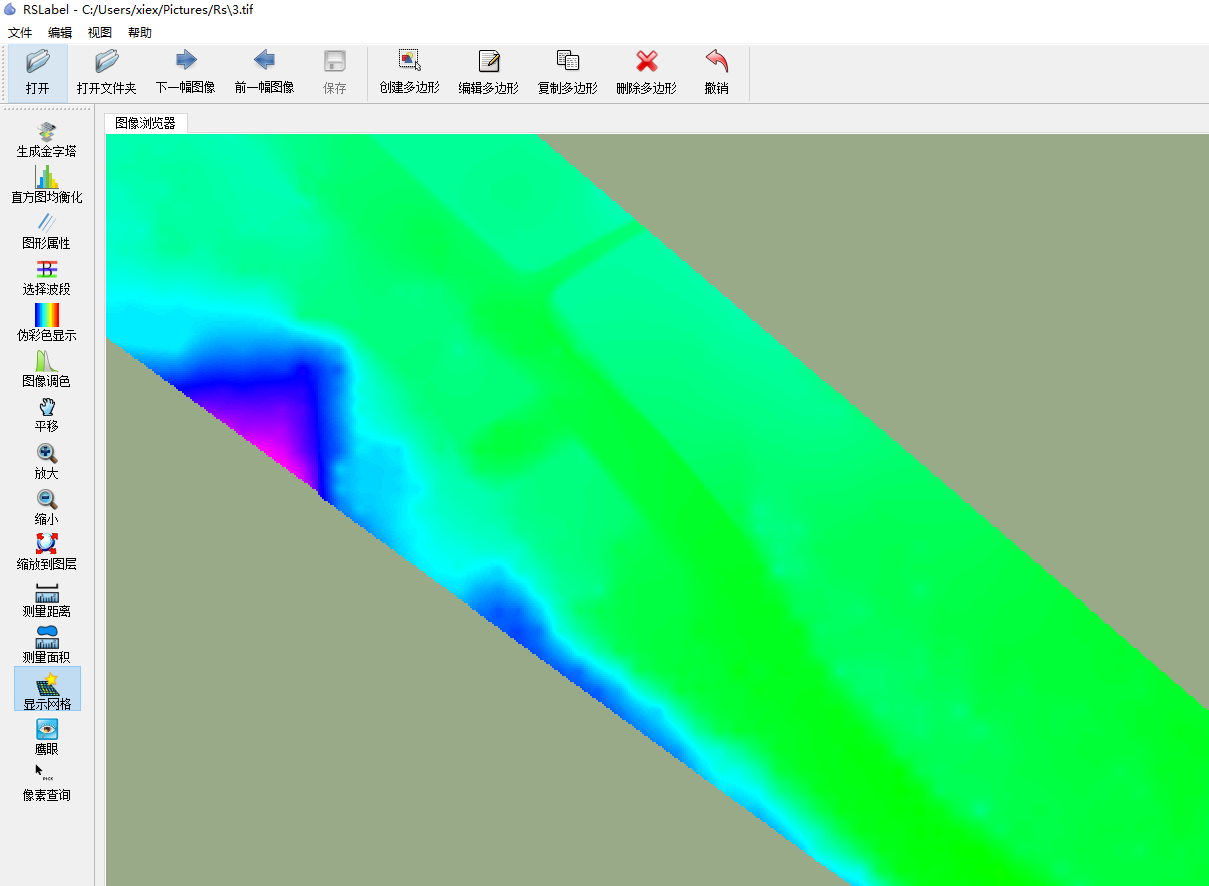 RSLabel - C:/Users/xiex/Pictures/Rs\3.tif
文件 编辑 视图 帮助
打开 打开文件夹 下一幅图像 前一幅图像 保存 创建多边形 编辑多边形 复制多边形 删除多边形 撤销
图像浏览器
生成金字塔
直方图均衡化
图形属性
B
选择波段
伪彩色显示
图像调色
平移
放大
缩小
缩放到图层
测量距离
测量面积
显示网格
鹰眼
像素查询